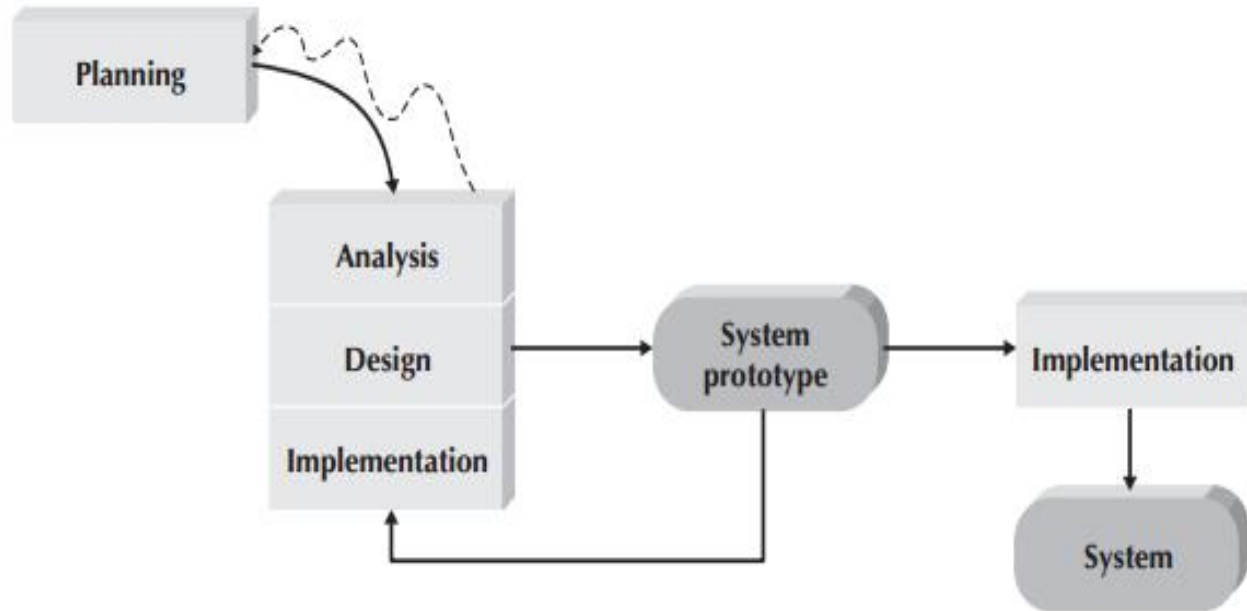 Planning
Analysis
Design
Implementation
System
prototype
Implementation
System